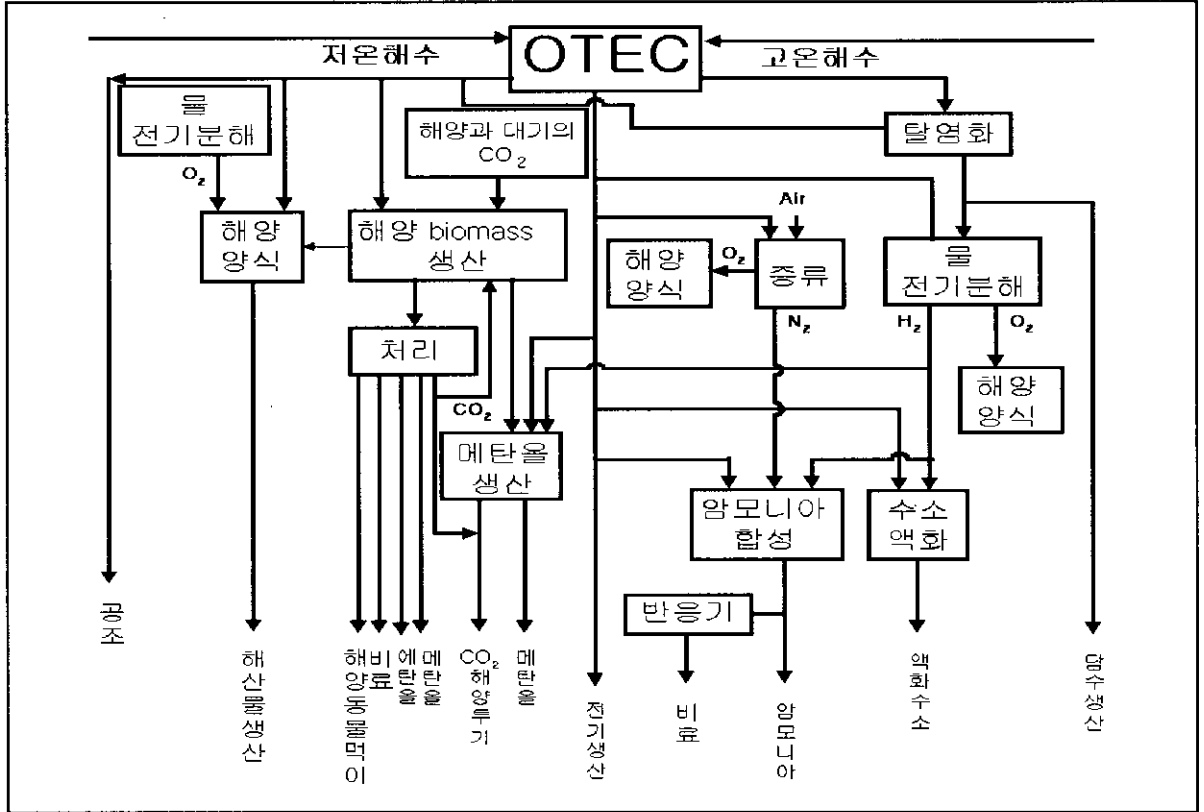 OTEC
저온해수
고온해수
물
전기분해
해양과 대기의
CO₂
탈염화
O₂
Air
해양
양식
해양 biomass
생산
해양
양식
O₂
증류
물
전기분해
N₂
H₂
O₂
처리
해양
양식
CO₂
메탄올
생산
암모니아
합성
수소
액화
반응기
공조
해산물생산
해양동물먹이
비료
에탄올
메탄올
CO₂
해양투기
메탄올
전기생산
비료
암모니아
액화수소
담수생산